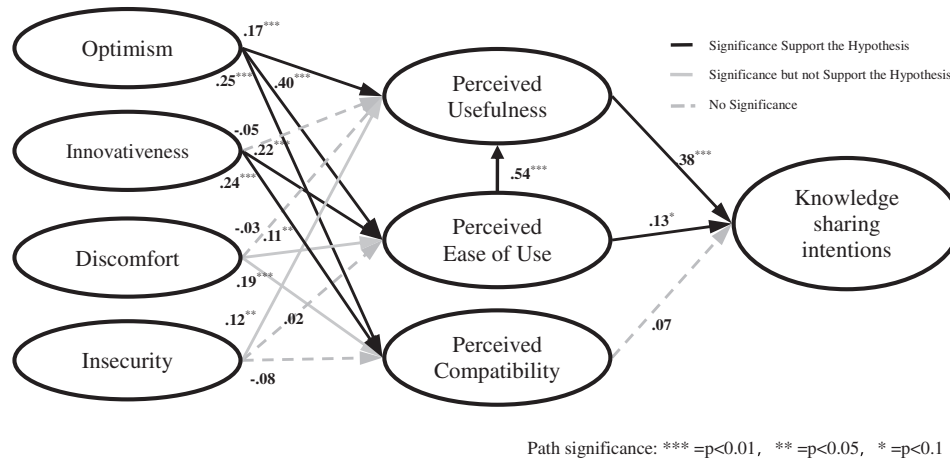 Optimism
Innovativeness
Discomfort
Insecurity
.17***
.25***
.40***
-.05
.22***
.24***
-.03
.11**
.19***
.12**
.02
-.08
Perceived
Usefulness
.54***
Perceived
Ease of Use
Perceived
Compatibility
.38***
.13*
.07
Knowledge
sharing
intentions
Significance Support the Hypothesis
Significance but not Support the Hypothesis
No Significance
Path significance: *** =p<0.01, ** =p<0.05, * =p<0.1